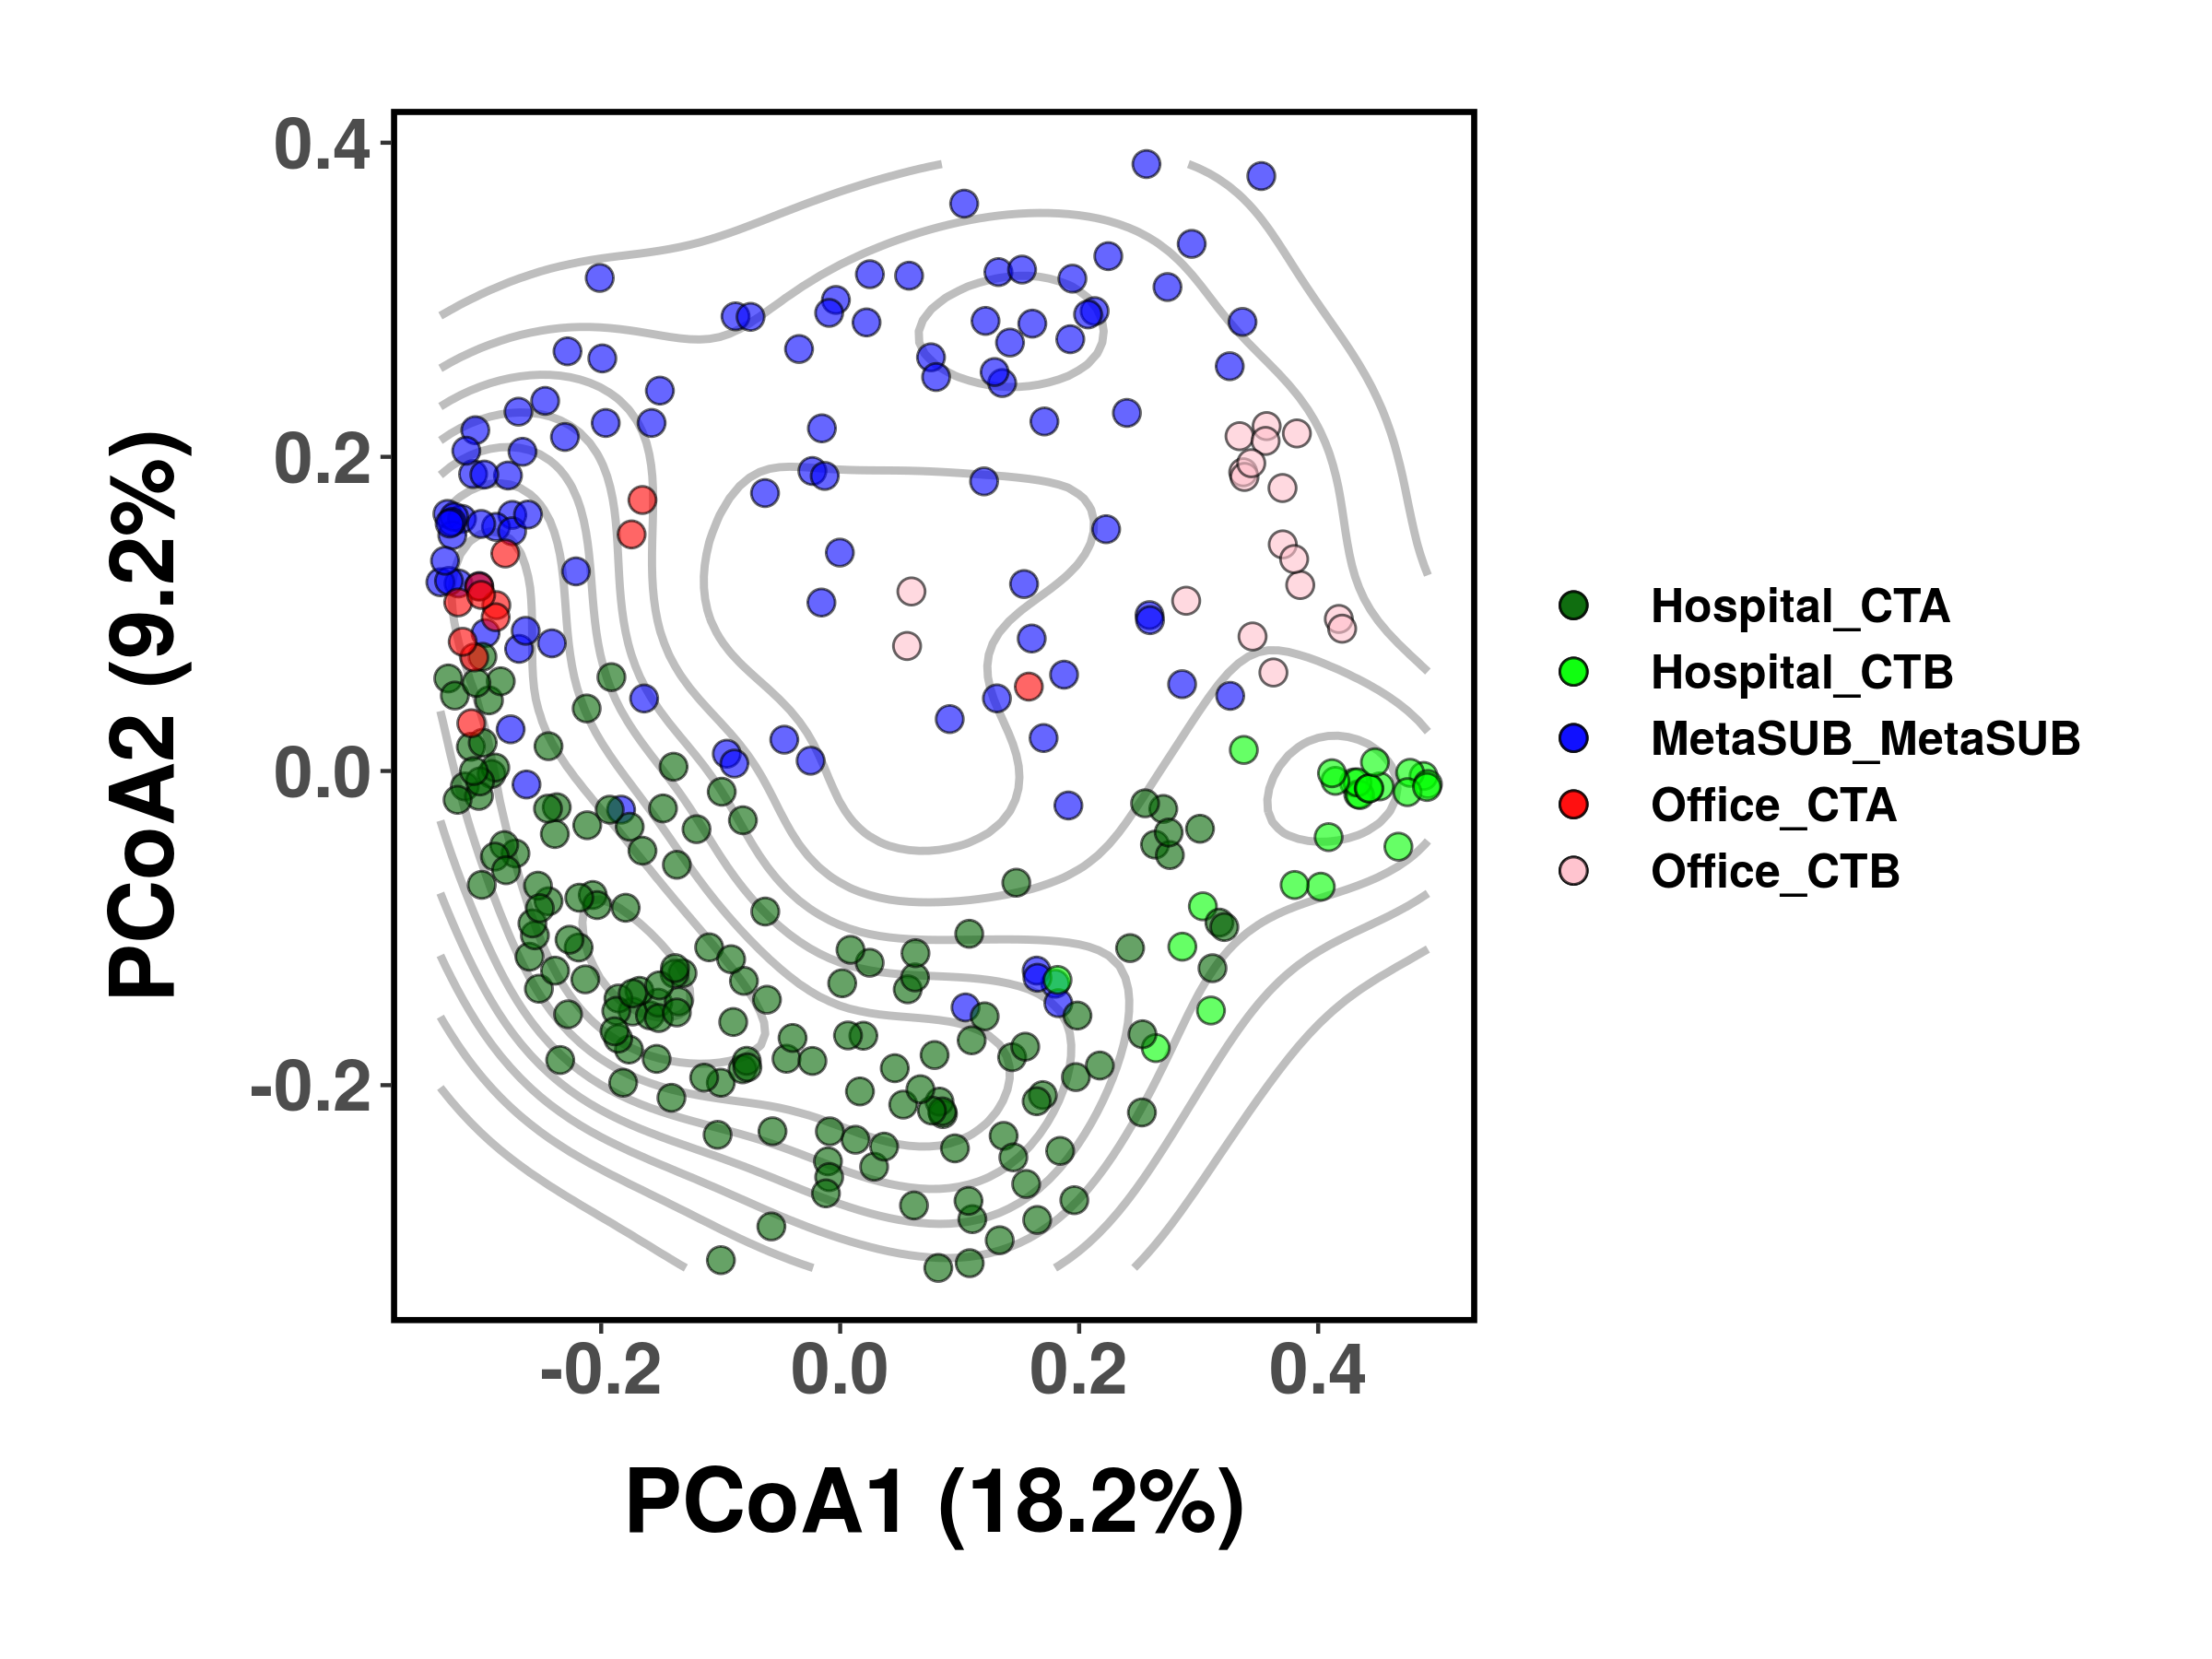 0.4
0.2
0.0
-0.2
PCoA2 (9.2%)
-0.2 0.0 0.2 0.4
PCoA1 (18.2%)
Hospital_CTA
Hospital_CTB
MetaSUB_MetaSUB
Office_CTA
Office_CTB